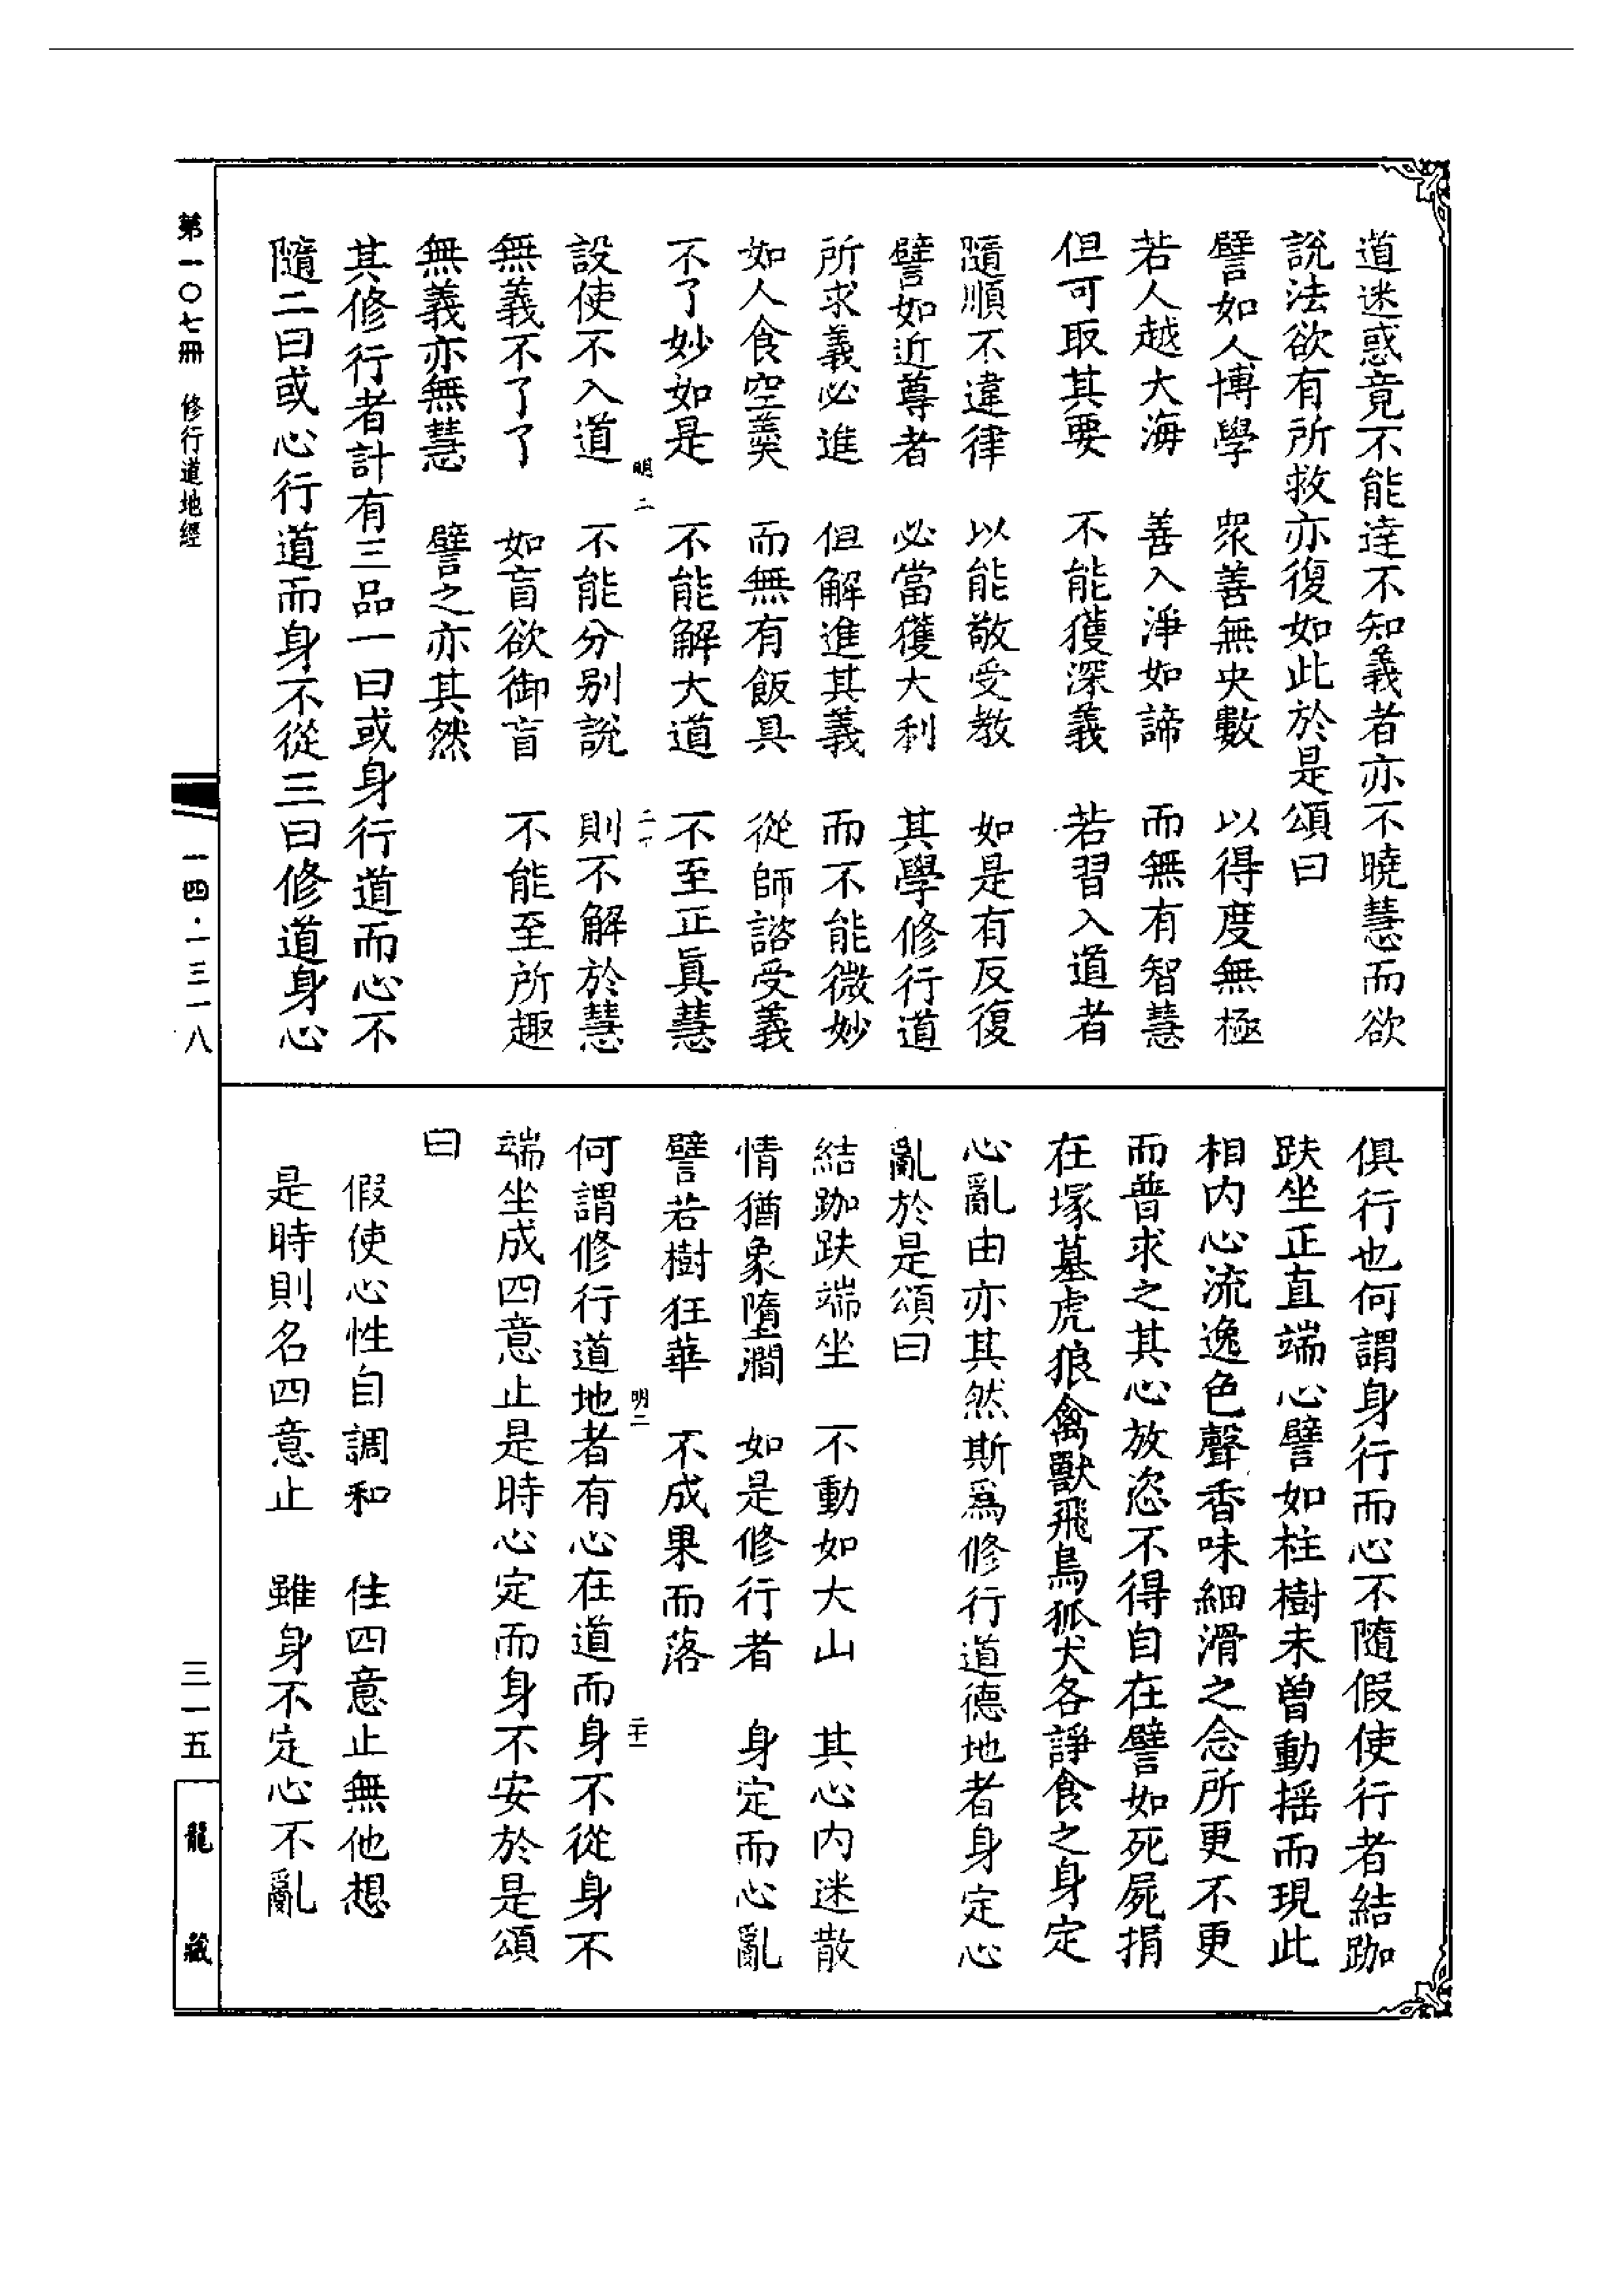 道迷惑竟不能達不知義者亦不曉慧而欲
說法欲有所救亦復如此於是頌曰
譬如人博學　衆善無央數　以得度無極
若人越大海　善入淨如諦　而無有智慧
但可取其要　不能獲深義　若習入道者
隨順不違律　以能敬受教　如是有反復
譬如近尊者　必當獲大利　其學修行道
所求義必進　但解進其義　而不能微妙
如人食空羹　而無有飯具　從師諮受義
不了妙如是　不能解大道　不至正眞慧
明二　二十
設使不入道　不能分别説　則不解於慧
無義不了了　如盲欲御盲　不能至所趣
無義亦無慧　譬之亦其然
其修行者計有三品一曰或身行道而心不
隨二曰或心行道而身不從三曰修道身心
俱行也何謂身行而心不隨假使行者結跏
趺坐正直端心譬如柱樹未曾動揺而現此
相内心流逸色聲香味細滑之念所更不更
而普求之其心放恣不得自在譬如死屍捐
在塚墓虎狼禽獸飛鳥狐犬各諍食之身定
心亂由亦其然斯爲修行道德地者身定心
亂於是頌曰
結跏趺端坐　不動如大山　其心内迷散
情猶象墮澗　如是修行者　身定而心亂
譬若樹狂華　不成果而落
明二　二十一
何謂修行道地者有心在道而身不從身不
端坐成四意止是時心定而身不安於是頌
曰
假使心性自調和　住四意止無他想
是時則名四意止　雖身不定心不亂
第一〇七冊　修行道地經
一四·一三一八
三一五
龍藏